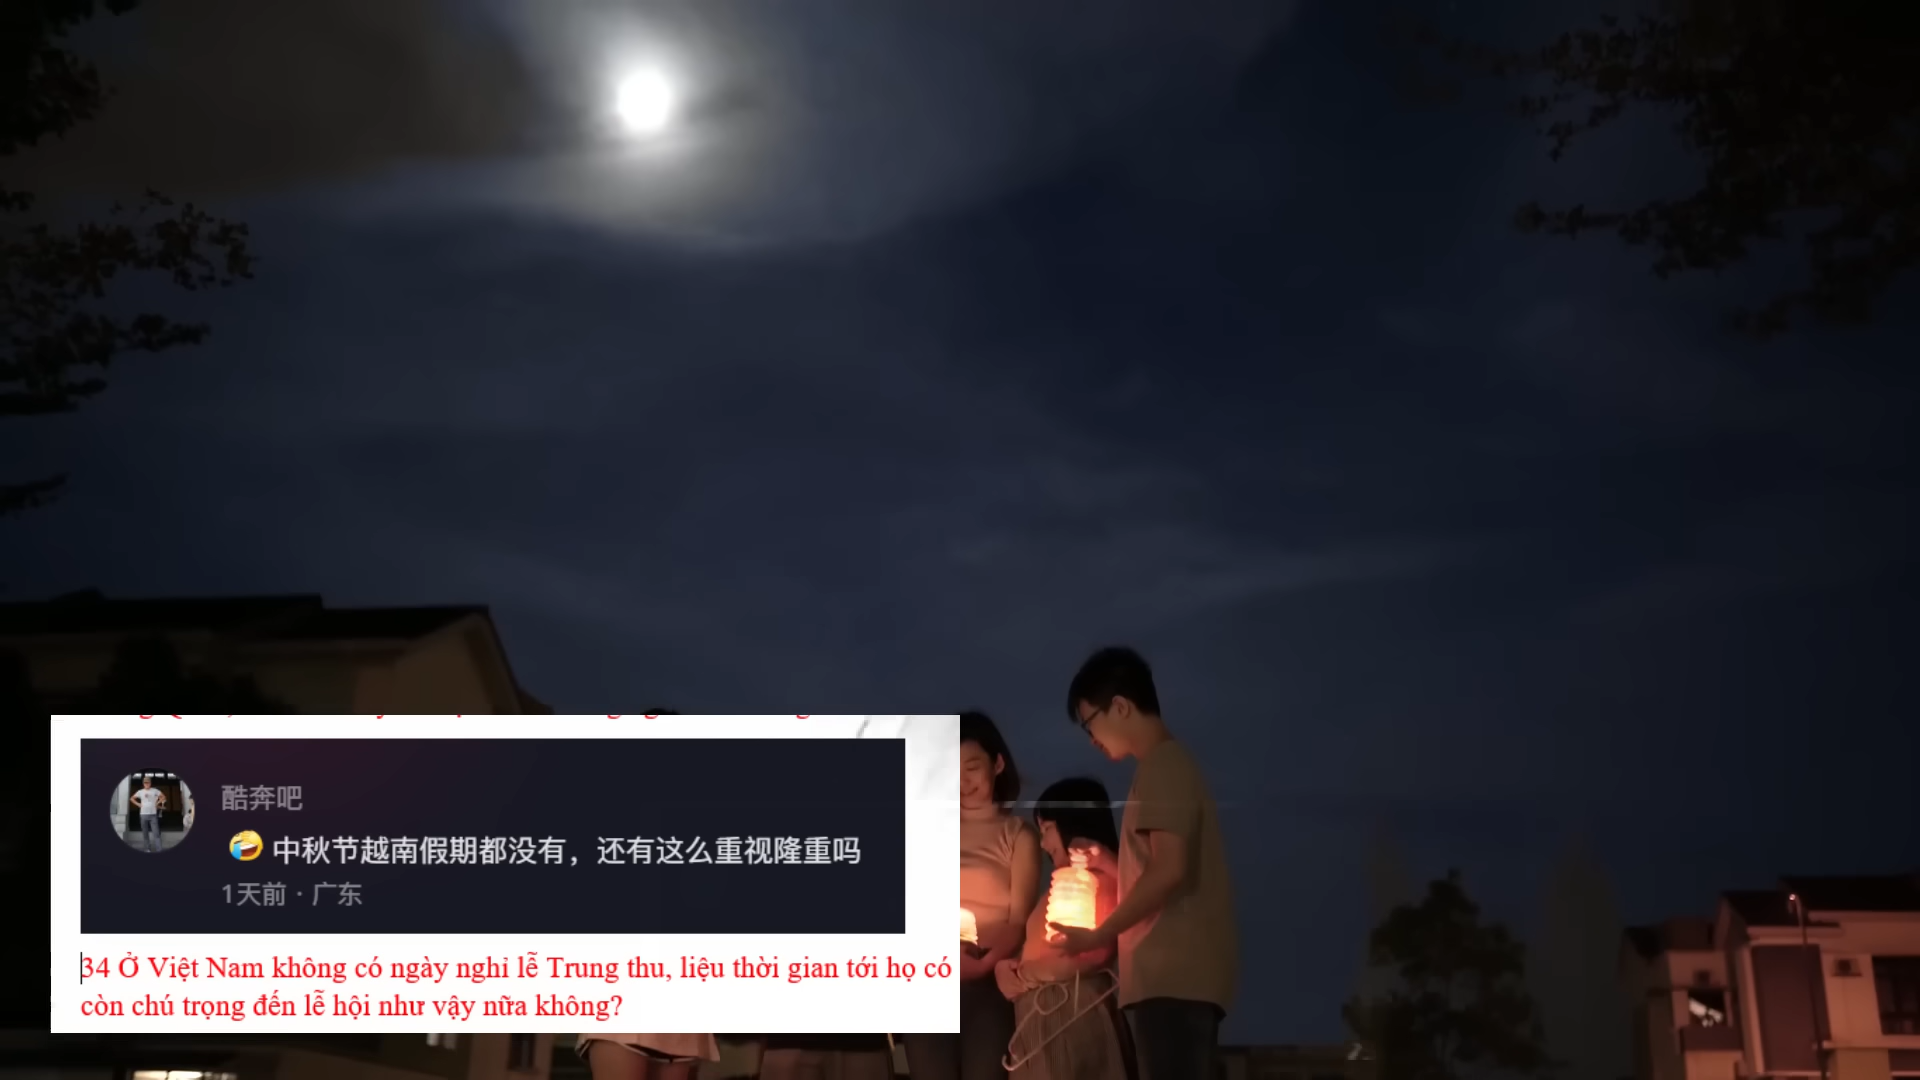 酷奔吧
🤣 中秋节越南假期都没有，还有这么重视隆重吗
1天前 · 广东
34 Ở Việt Nam không có ngày nghỉ lễ Trung thu, liệu thời gian tới họ có
còn chú trọng đến lễ hội như vậy nữa không?